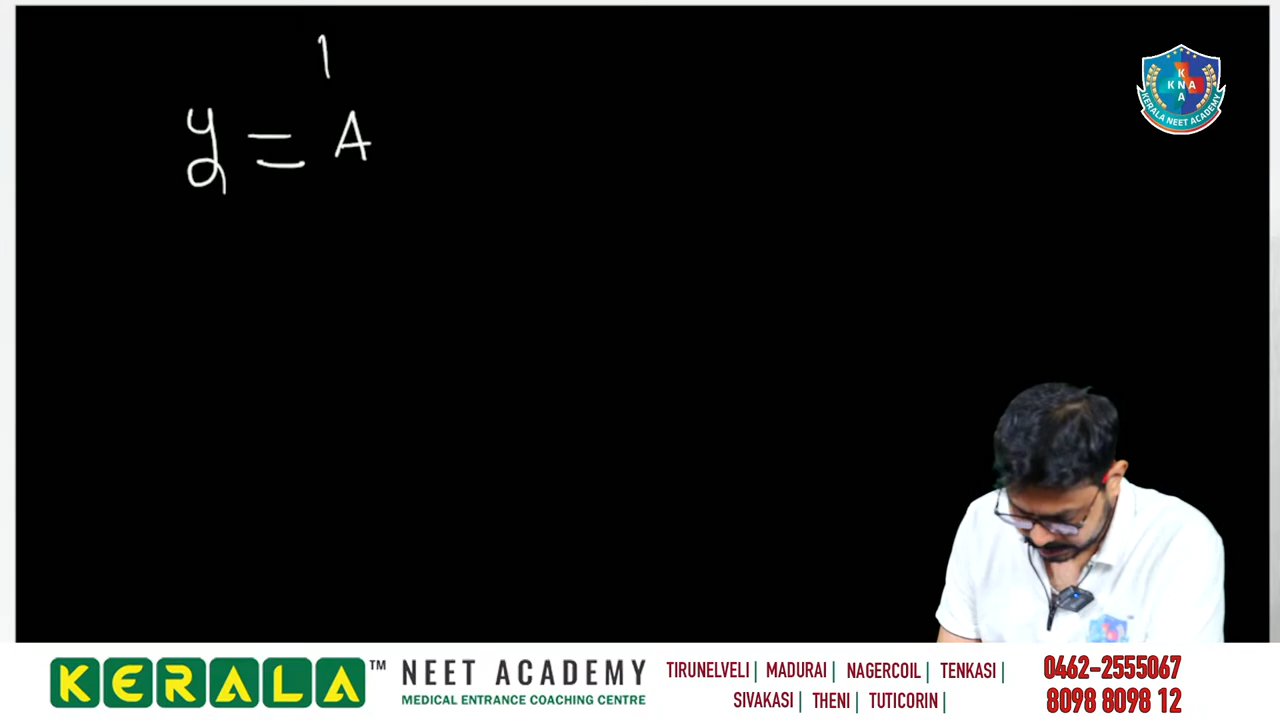 1
y = A
K
K N A
A
KERALA NEET ACADEMY
KERALA™ NEET ACADEMY
MEDICAL ENTRANCE COACHING CENTRE
TIRUNELVELI | MADURAI | NAGERCOIL | TENKASI |
SIVAKASI | THENI | TUTICORIN |
0462-2555067
8098 8098 12